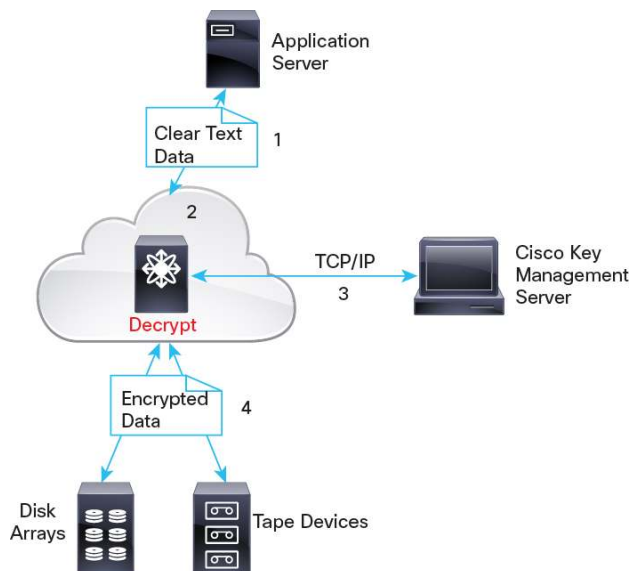 Application
Server
Clear Text
Data
1
2
TCP/IP
3
Cisco Key
Management
Server
Decrypt
Encrypted
Data
4
Disk
Arrays
Tape Devices